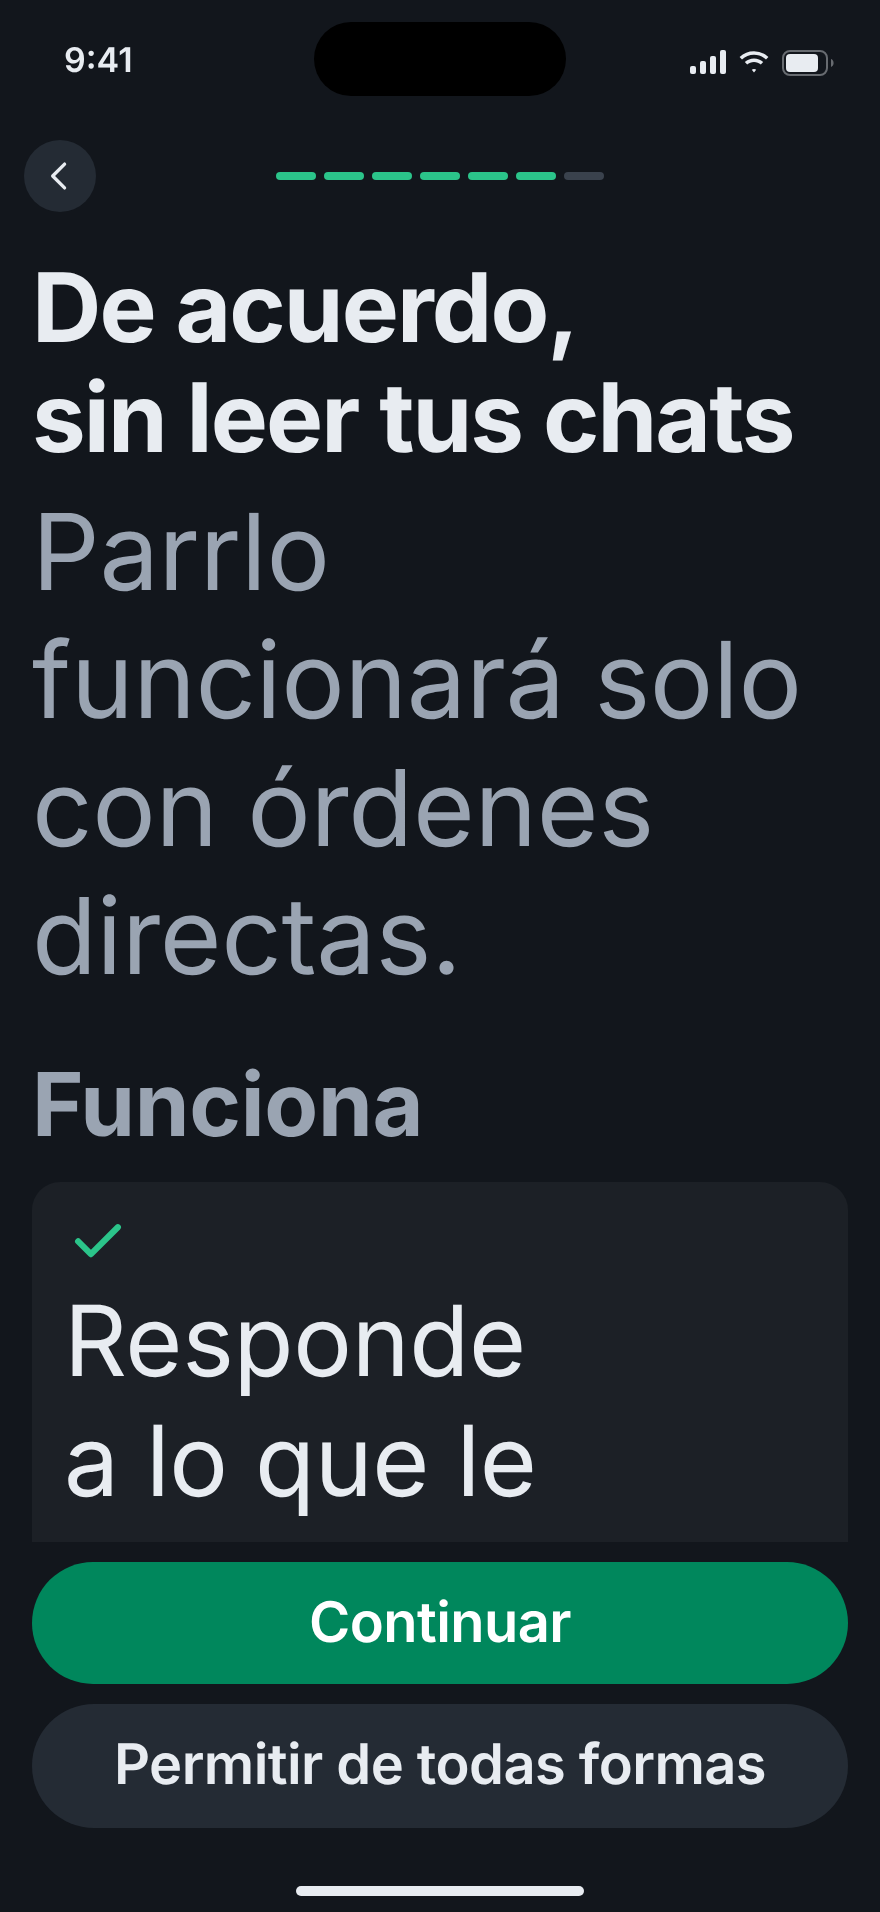 9:41
De acuerdo,
sin leer tus chats
Parrlo
funcionará solo
con órdenes
directas.
Funciona
Responde
a lo que le
Continuar
Permitir de todas formas